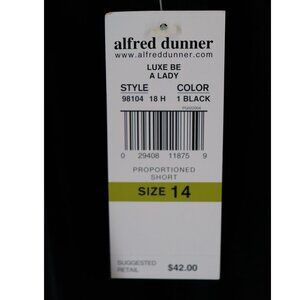 alfred dunner
www.alfreddunner.com
LUXE BE
A LADY
STYLE COLOR
98104 18 H 1 BLACK
0 29408 11875 9
PROPORTIONED
SHORT
SIZE 14
SUGGESTED
RETAIL $42.00